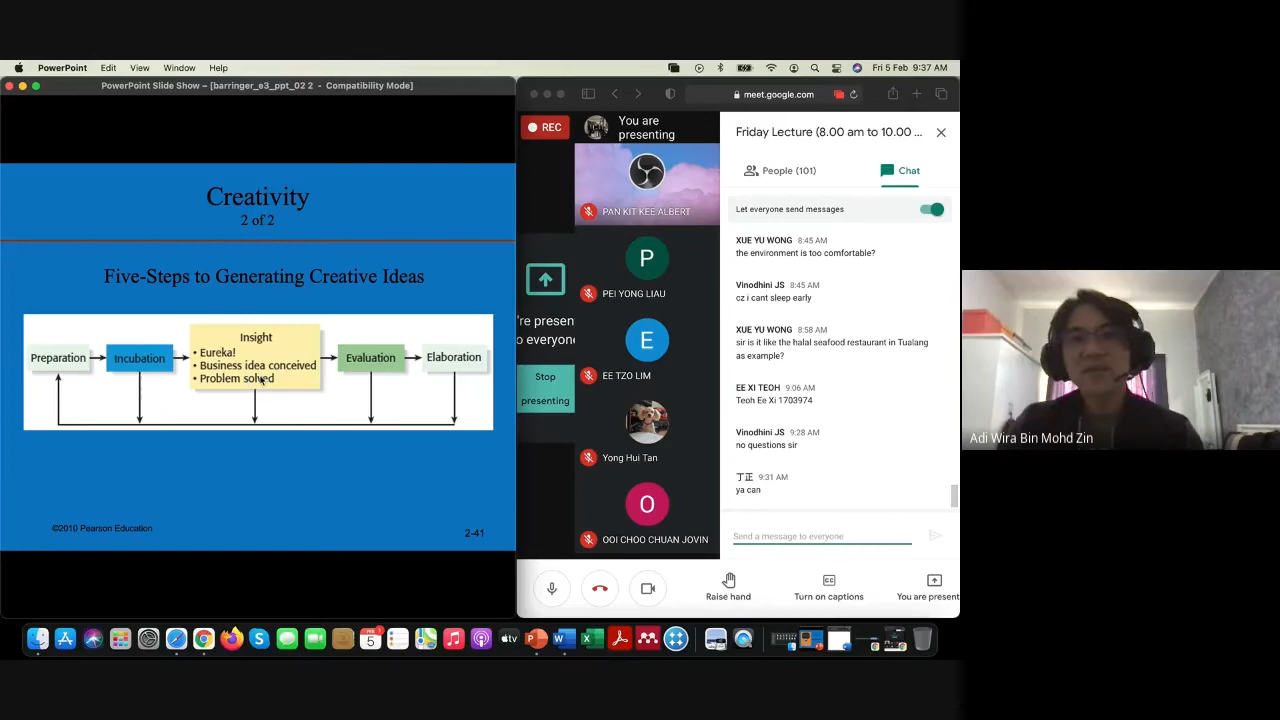 PowerPoint Edit View Window Help
Fri 5 Feb 9:37 AM
PowerPoint Slide Show – [barringer_e3_ppt_02 2 - Compatibility Mode]
Creativity
2 of 2
Five-Steps to Generating Creative Ideas
Preparation
Incubation
Insight
• Eureka!
• Business idea conceived
• Problem solved
Evaluation
Elaboration
©2010 Pearson Education
2-41
meet.google.com
REC
You are
presenting
PAN KIT KEE ALBERT
P
PEI YONG LIAU
E
EE TZO LIM
Yong Hui Tan
O
OOI CHOO CHUAN JOVIN
're presen
o everyone
Stop
presenting
Friday Lecture (8.00 am to 10.00 ...
People (101)
Chat
Let everyone send messages
XUE YU WONG 8:45 AM
the environment is too comfortable?
Vinodhini JS 8:45 AM
cz i cant sleep early
XUE YU WONG 8:58 AM
sir is it like the halal seafood restaurant in Tualang
as example?
EE XI TEOH 9:06 AM
Teoh Ee Xi 1703974
Vinodhini JS 9:28 AM
no questions sir
丁正 9:31 AM
ya can
Send a message to everyone
Raise hand
CC
Turn on captions
You are present
tv
5
Adi Wira Bin Mohd Zin